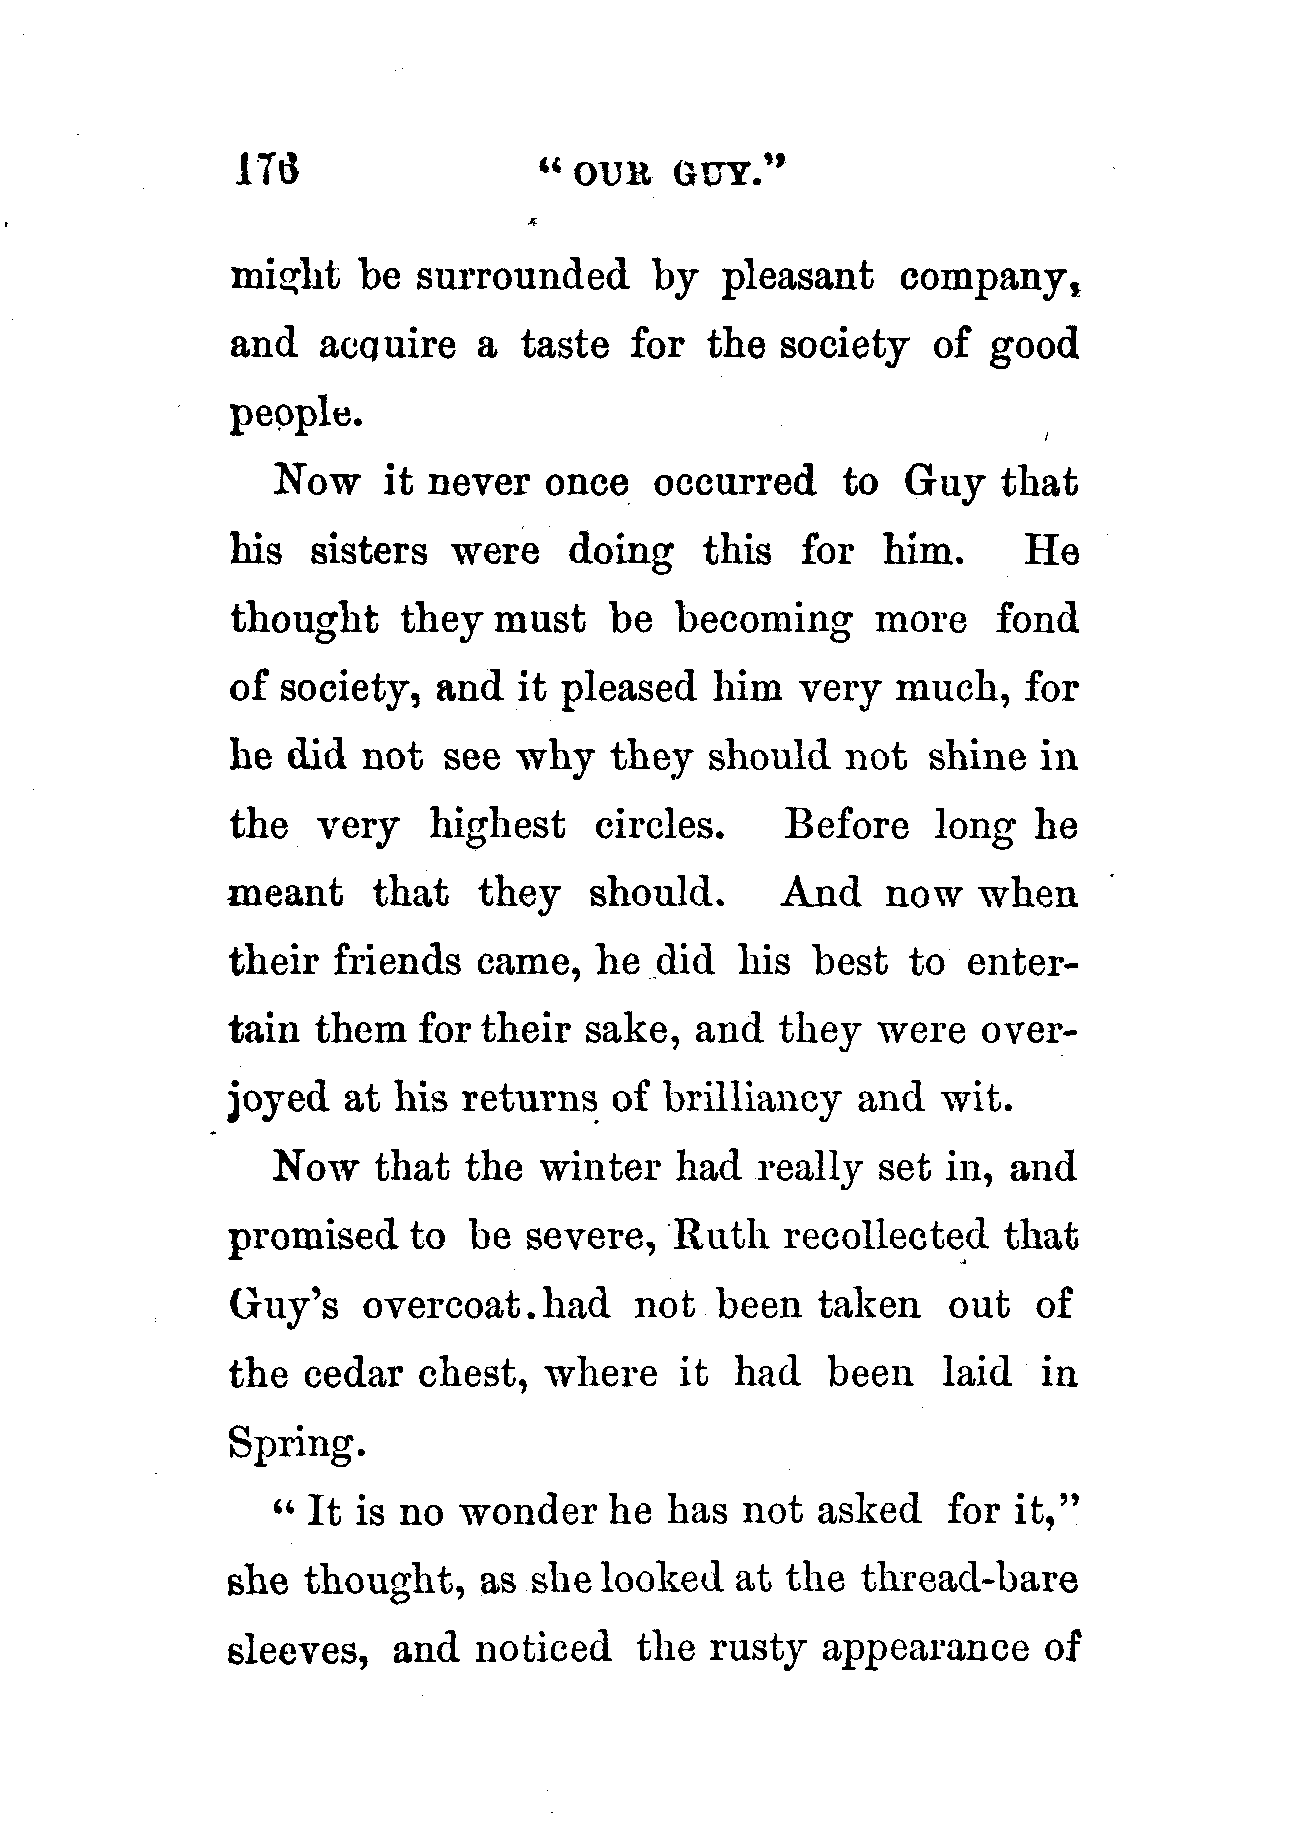 176 “ OUR GUY.”
might be surrounded by pleasant company,
and acquire a taste for the society of good
people.
Now it never once occurred to Guy that
his sisters were doing this for him. He
thought they must be becoming more fond
of society, and it pleased him very much, for
he did not see why they should not shine in
the very highest circles. Before long he
meant that they should. And now when
their friends came, he did his best to enter-
tain them for their sake, and they were over-
joyed at his returns of brilliancy and wit.
Now that the winter had really set in, and
promised to be severe, Ruth recollected that
Guy’s overcoat had not been taken out of
the cedar chest, where it had been laid in
Spring.
“ It is no wonder he has not asked for it,”
she thought, as she looked at the thread-bare
sleeves, and noticed the rusty appearance of